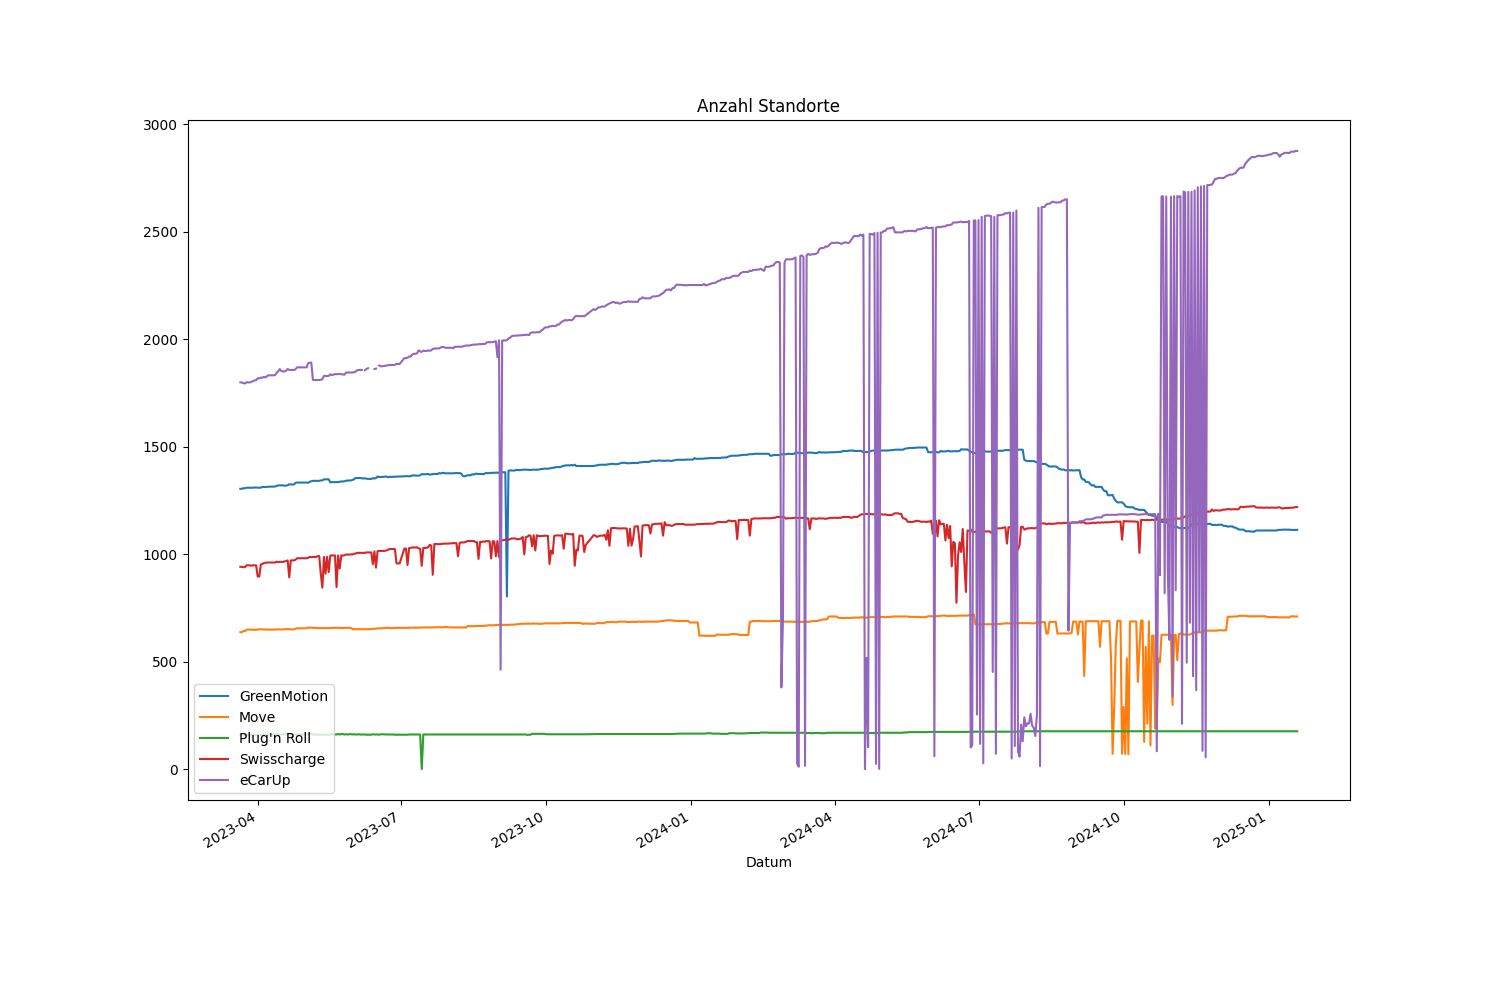 Anzahl Standorte
3000
2500
2000
1500
1000
500
0
GreenMotion
Move
Plug'n Roll
Swisscharge
eCarUp
2023-04
2023-07
2023-10
2024-01
2024-04
2024-07
2024-10
2025-01
Datum